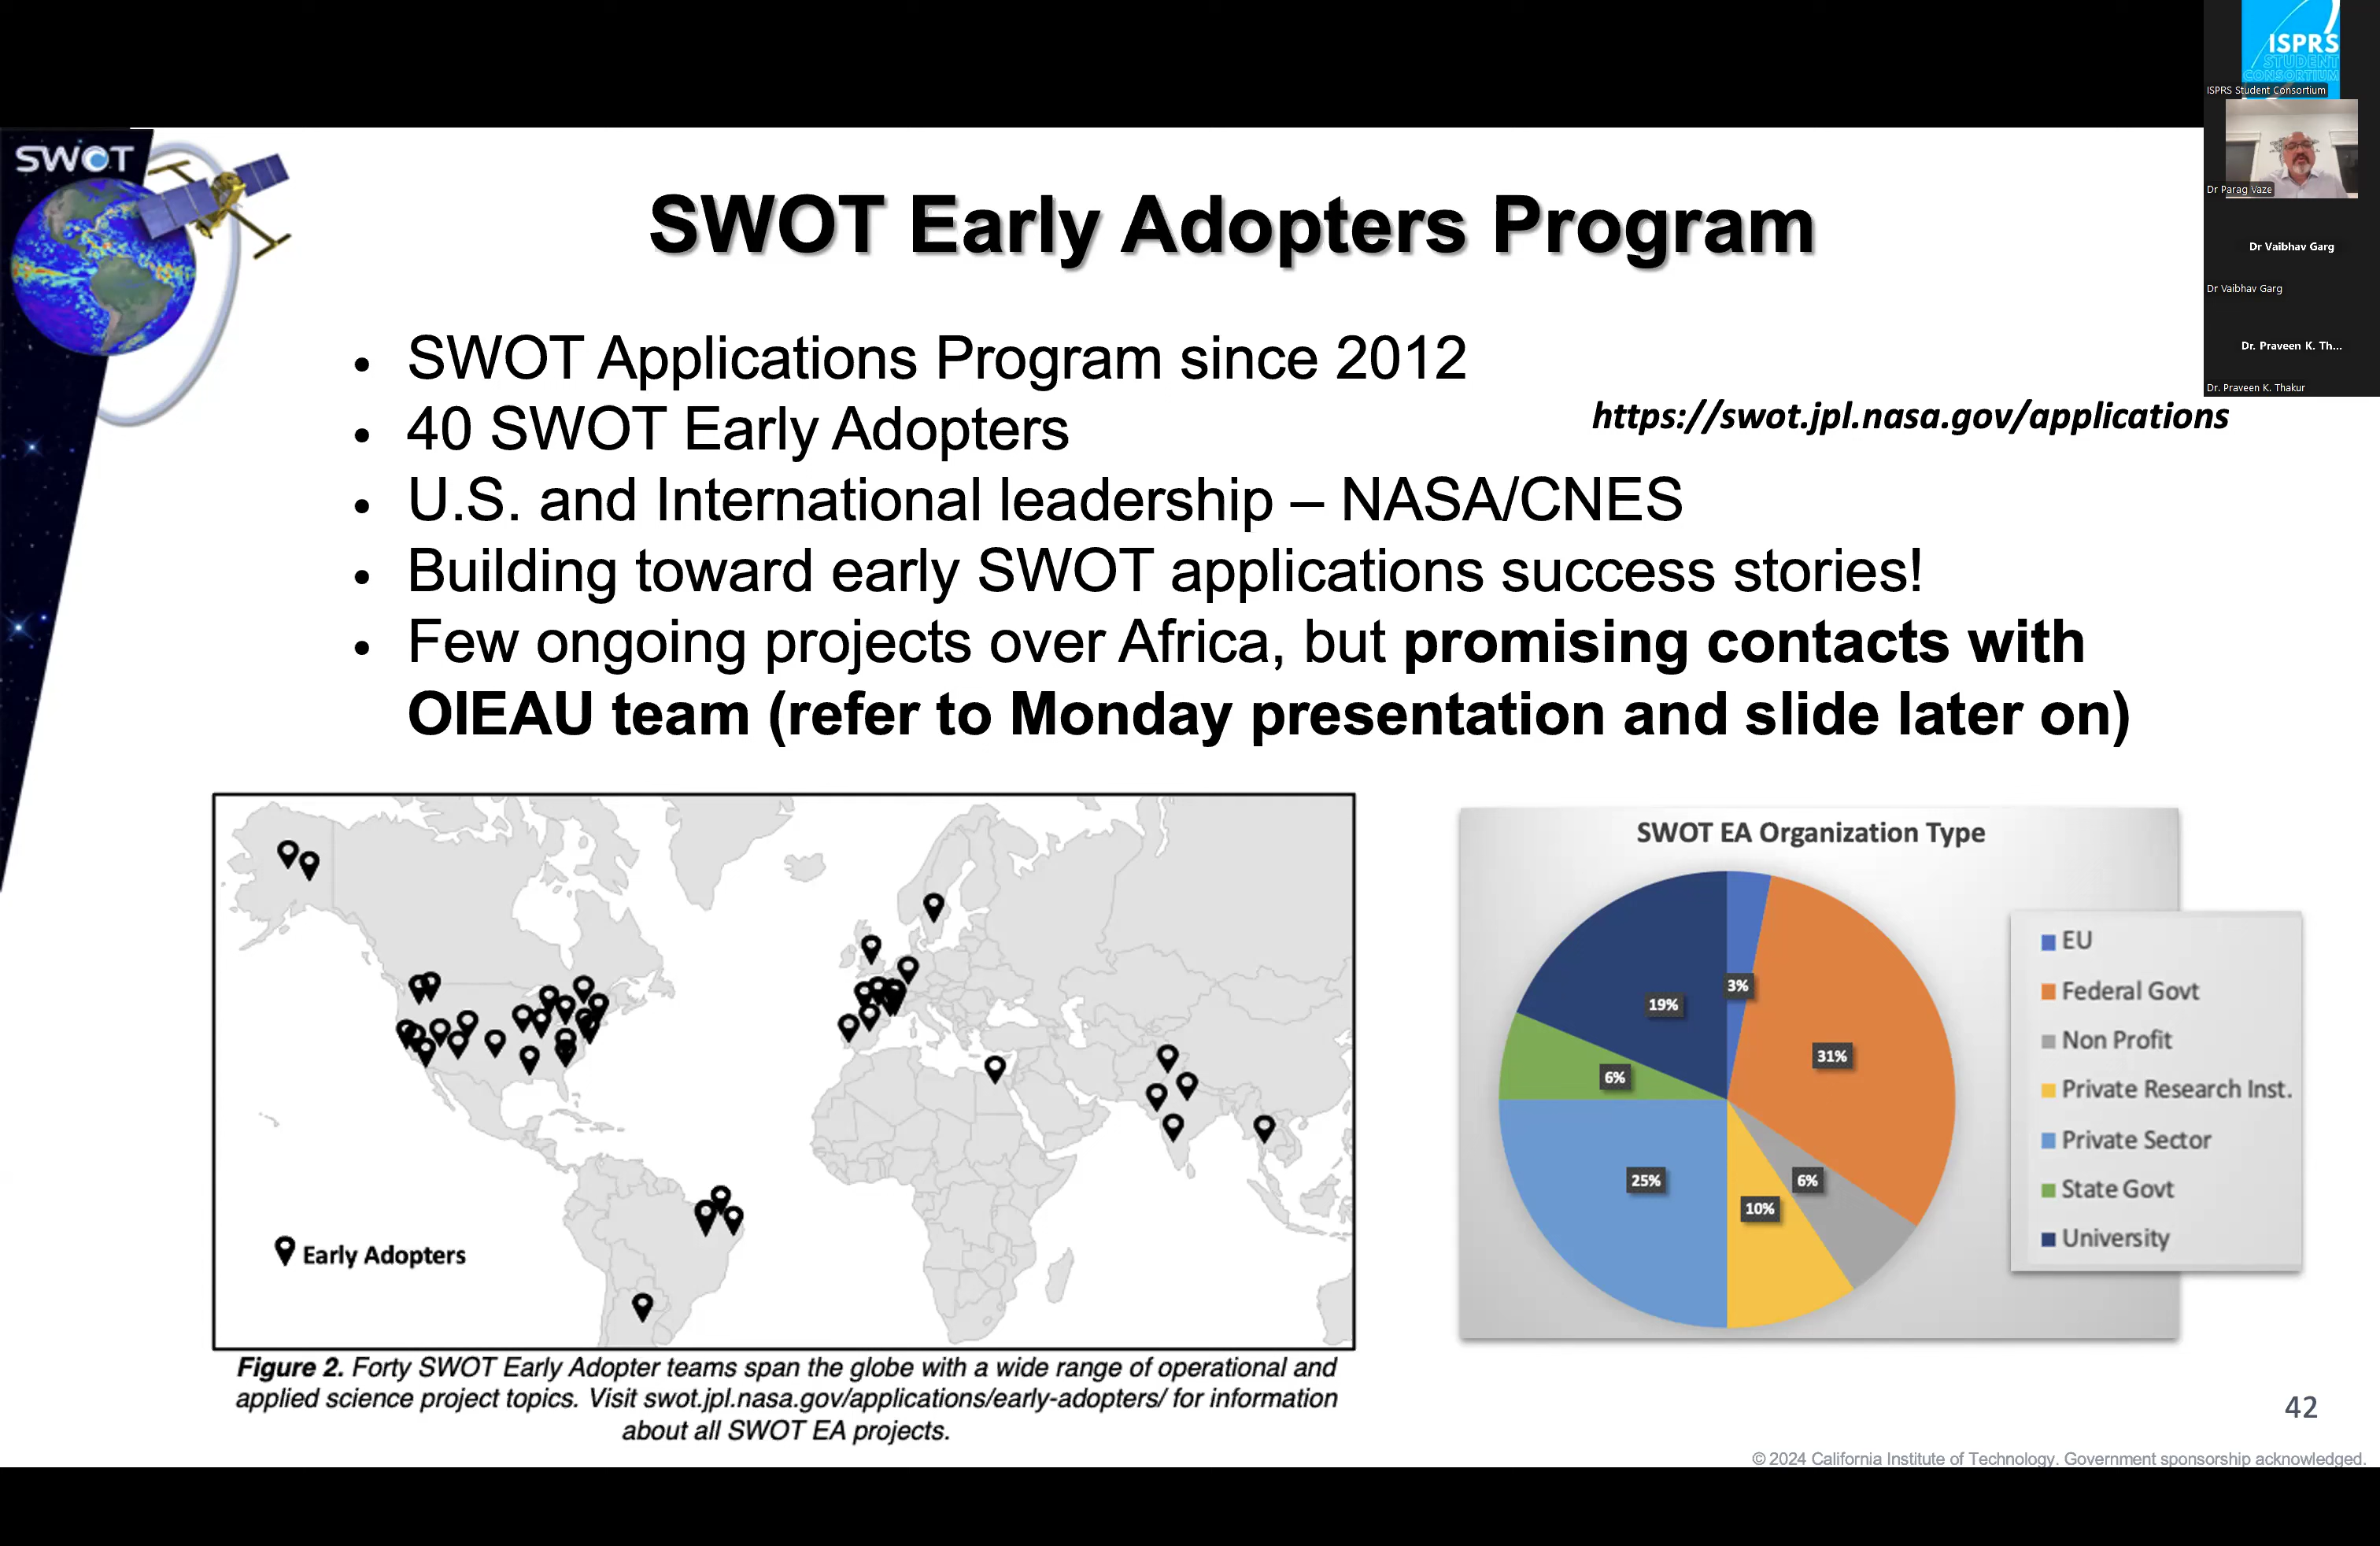 ISPRS
STUDENT
CONSORTIUM
ISPRS Student Consortium
Dr Parag Vaze
Dr Vaibhav Garg
Dr Vaibhav Garg
Dr. Praveen K. Th...
Dr. Praveen K. Thakur
SWOT
SWOT Early Adopters Program
• SWOT Applications Program since 2012
• 40 SWOT Early Adopters
https://swot.jpl.nasa.gov/applications
• U.S. and International leadership – NASA/CNES
• Building toward early SWOT applications success stories!
• Few ongoing projects over Africa, but promising contacts with
OIEAU team (refer to Monday presentation and slide later on)
Early Adopters
Figure 2. Forty SWOT Early Adopter teams span the globe with a wide range of operational and
applied science project topics. Visit swot.jpl.nasa.gov/applications/early-adopters/ for information
about all SWOT EA projects.
SWOT EA Organization Type
3%
31%
6%
10%
25%
6%
19%
EU
Federal Govt
Non Profit
Private Research Inst.
Private Sector
State Govt
University
42
© 2024 California Institute of Technology. Government sponsorship acknowledged.